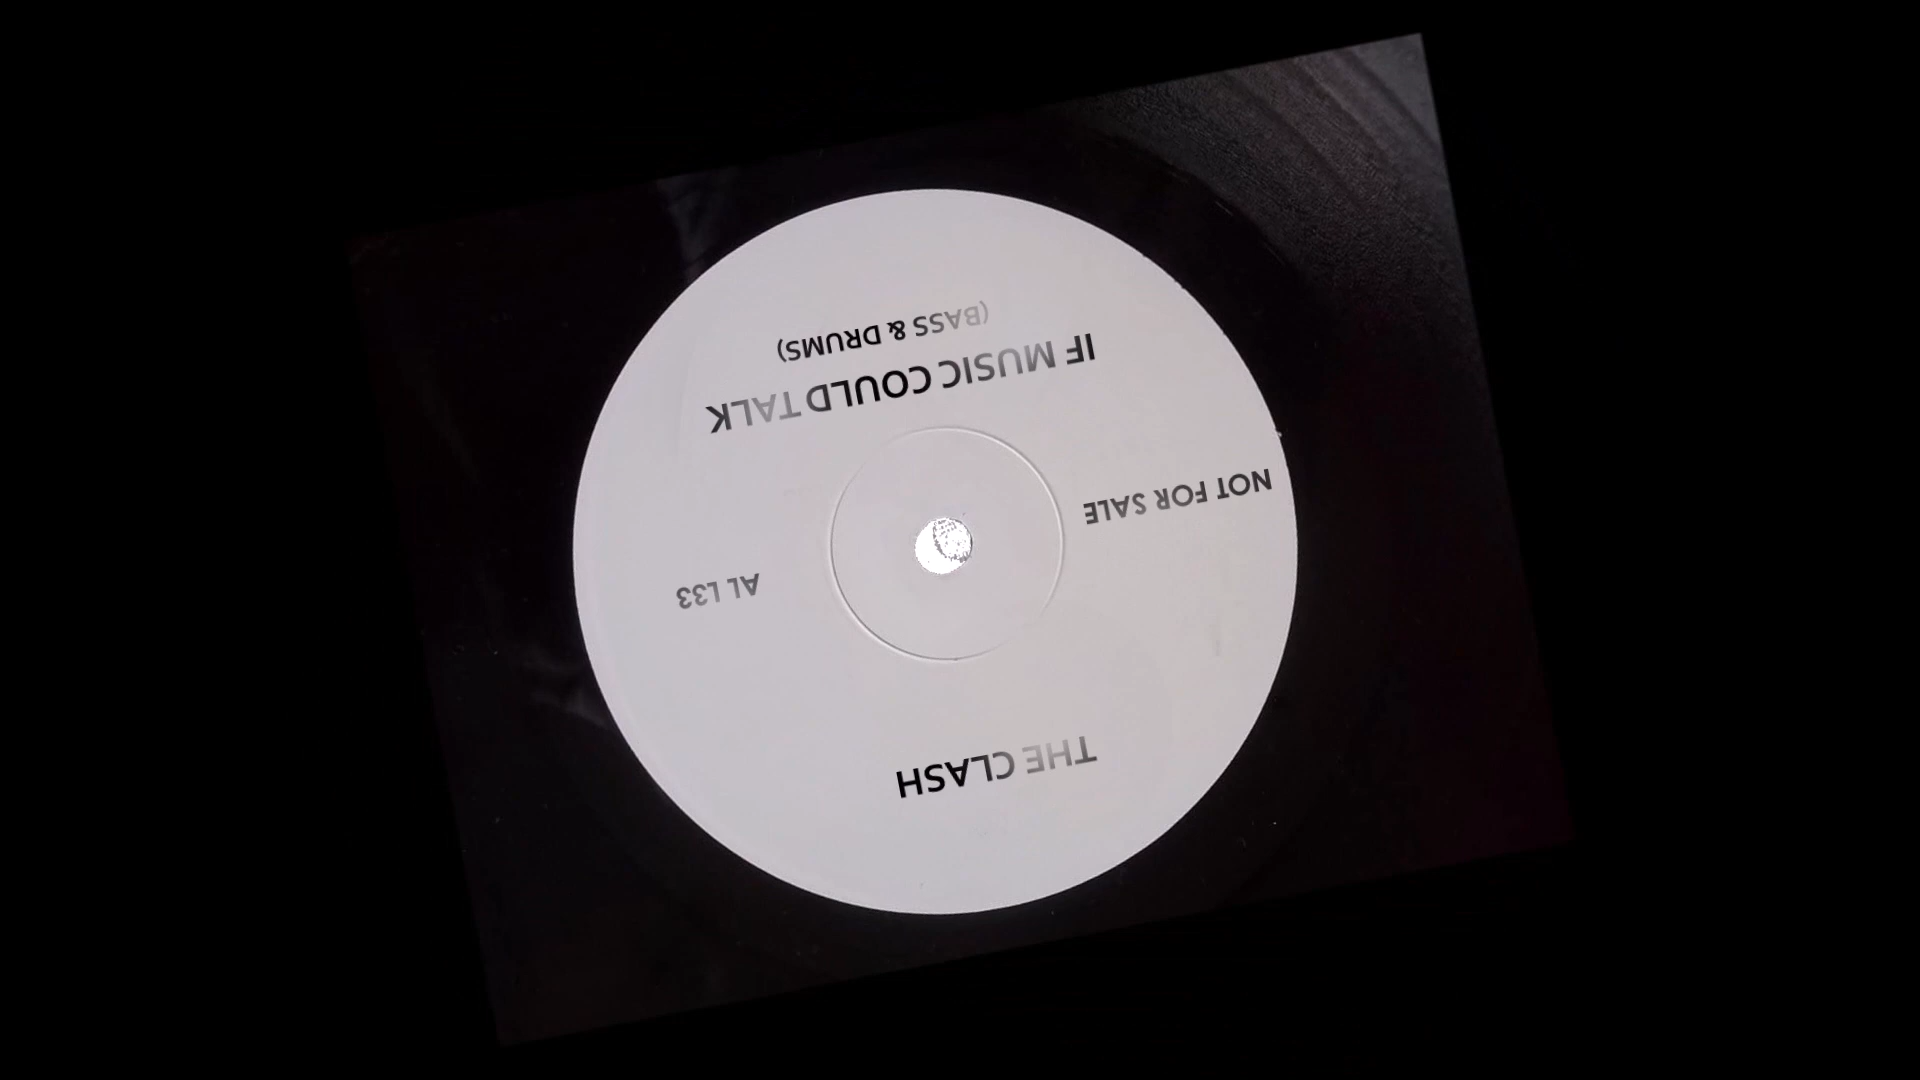 THE CLASH
NOT FOR SALE
AL L33
IF MUSIC COULD TALK
(BASS & DRUMS)